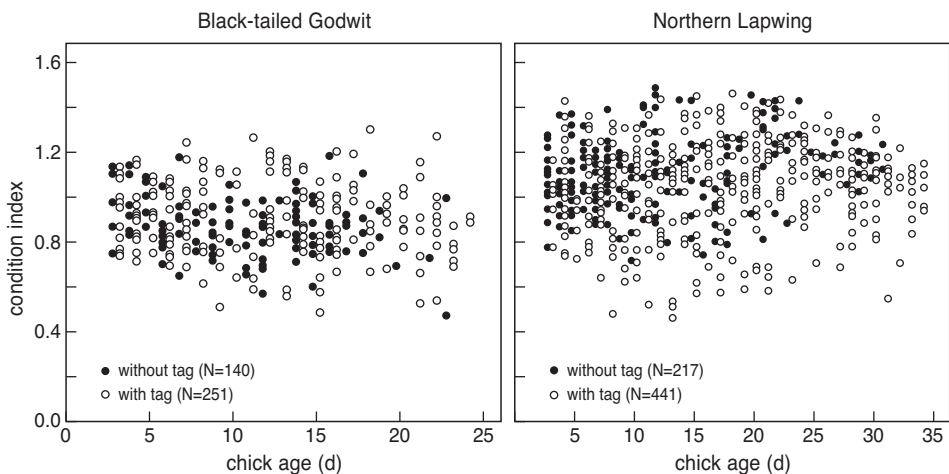 Black-tailed Godwit
Northern Lapwing
condition index
1.6
1.2
0.8
0.4
0.0
without tag (N=140)
with tag (N=251)
0 5 10 15 20 25
chick age (d)
without tag (N=217)
with tag (N=441)
5 10 15 20 25 30 35
chick age (d)